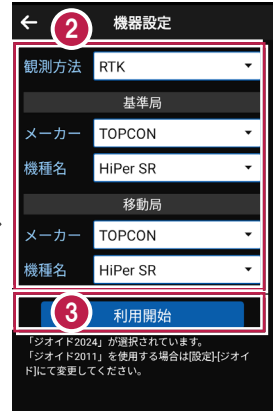 ← 機器設定
2
観測方法 RTK
基準局
メーカー TOPCON
機種名 HiPer SR
移動局
メーカー TOPCON
機種名 HiPer SR
3 利用開始
「ジオイド2024」が選択されています。
「ジオイド2011」を使用する場合は[設定]-[ジオイ
ド]にて変更してください。